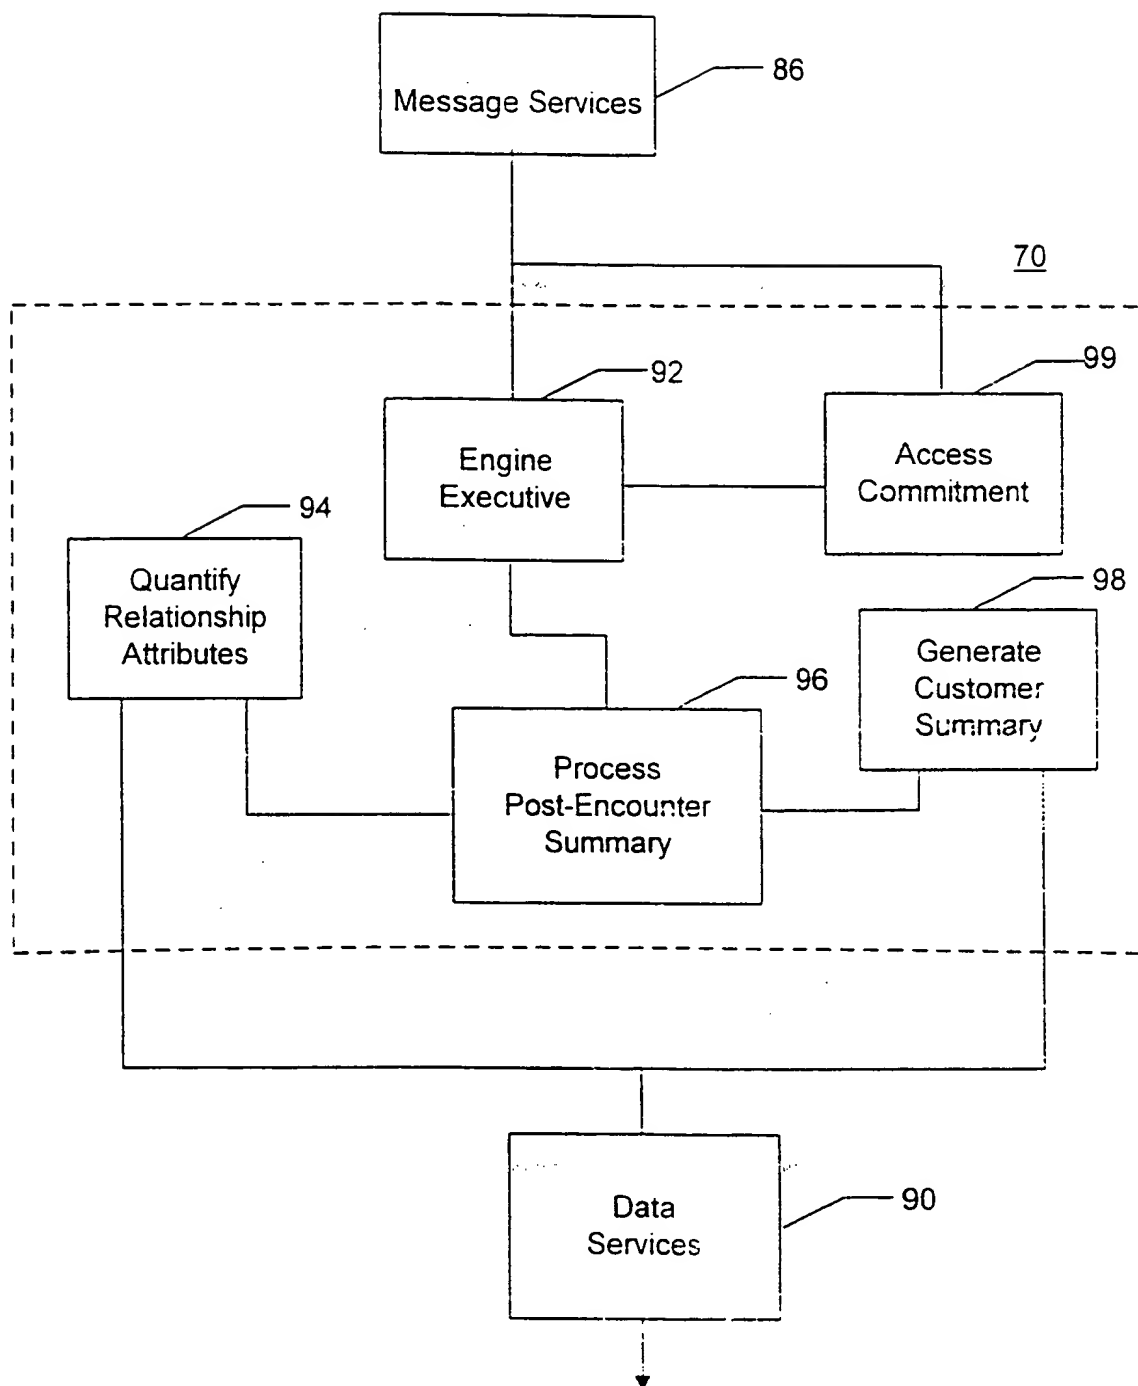 Message Services
86
70
92
99
Engine
Executive
Access
Commitment
94
Quantify
Relationship
Attributes
98
Generate
Customer
Summary
96
Process
Post-Encounter
Summary
Data
Services
90